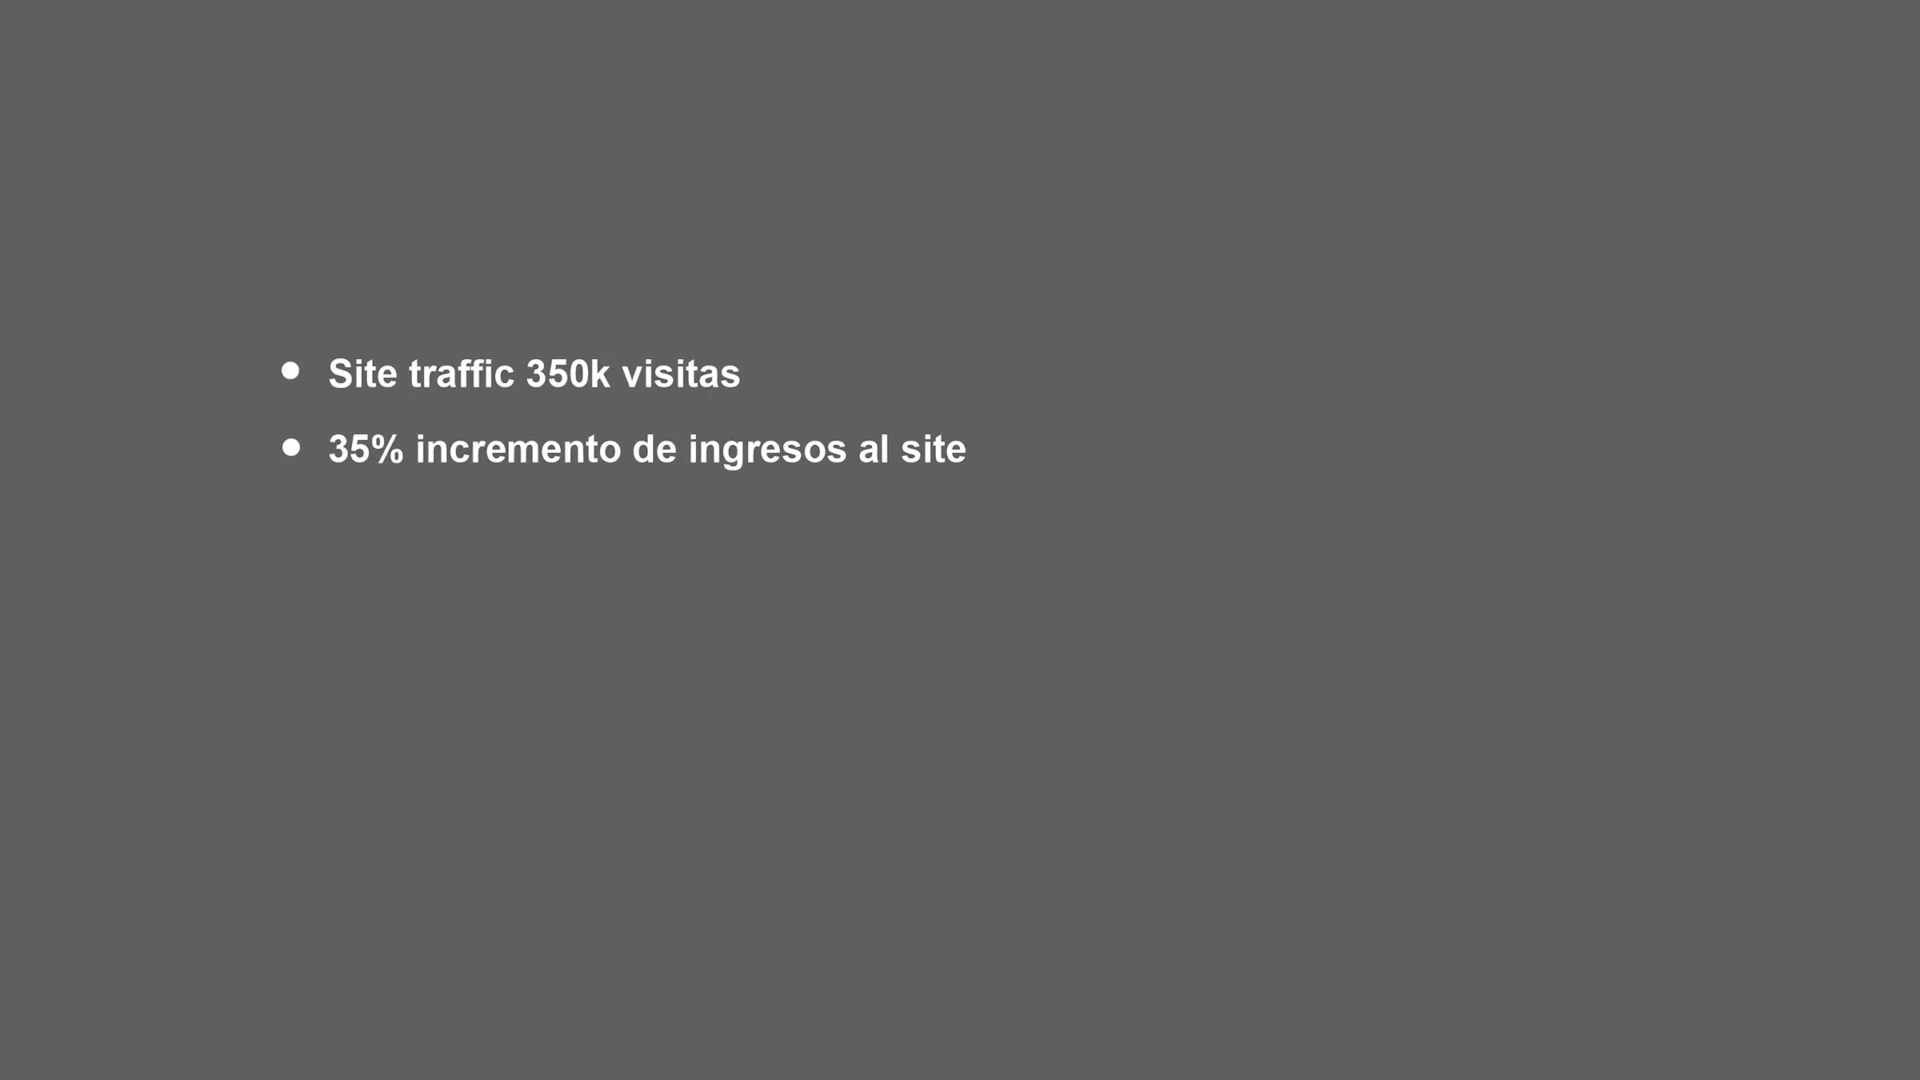 • Site traffic 350k visitas
• 35% incremento de ingresos al site